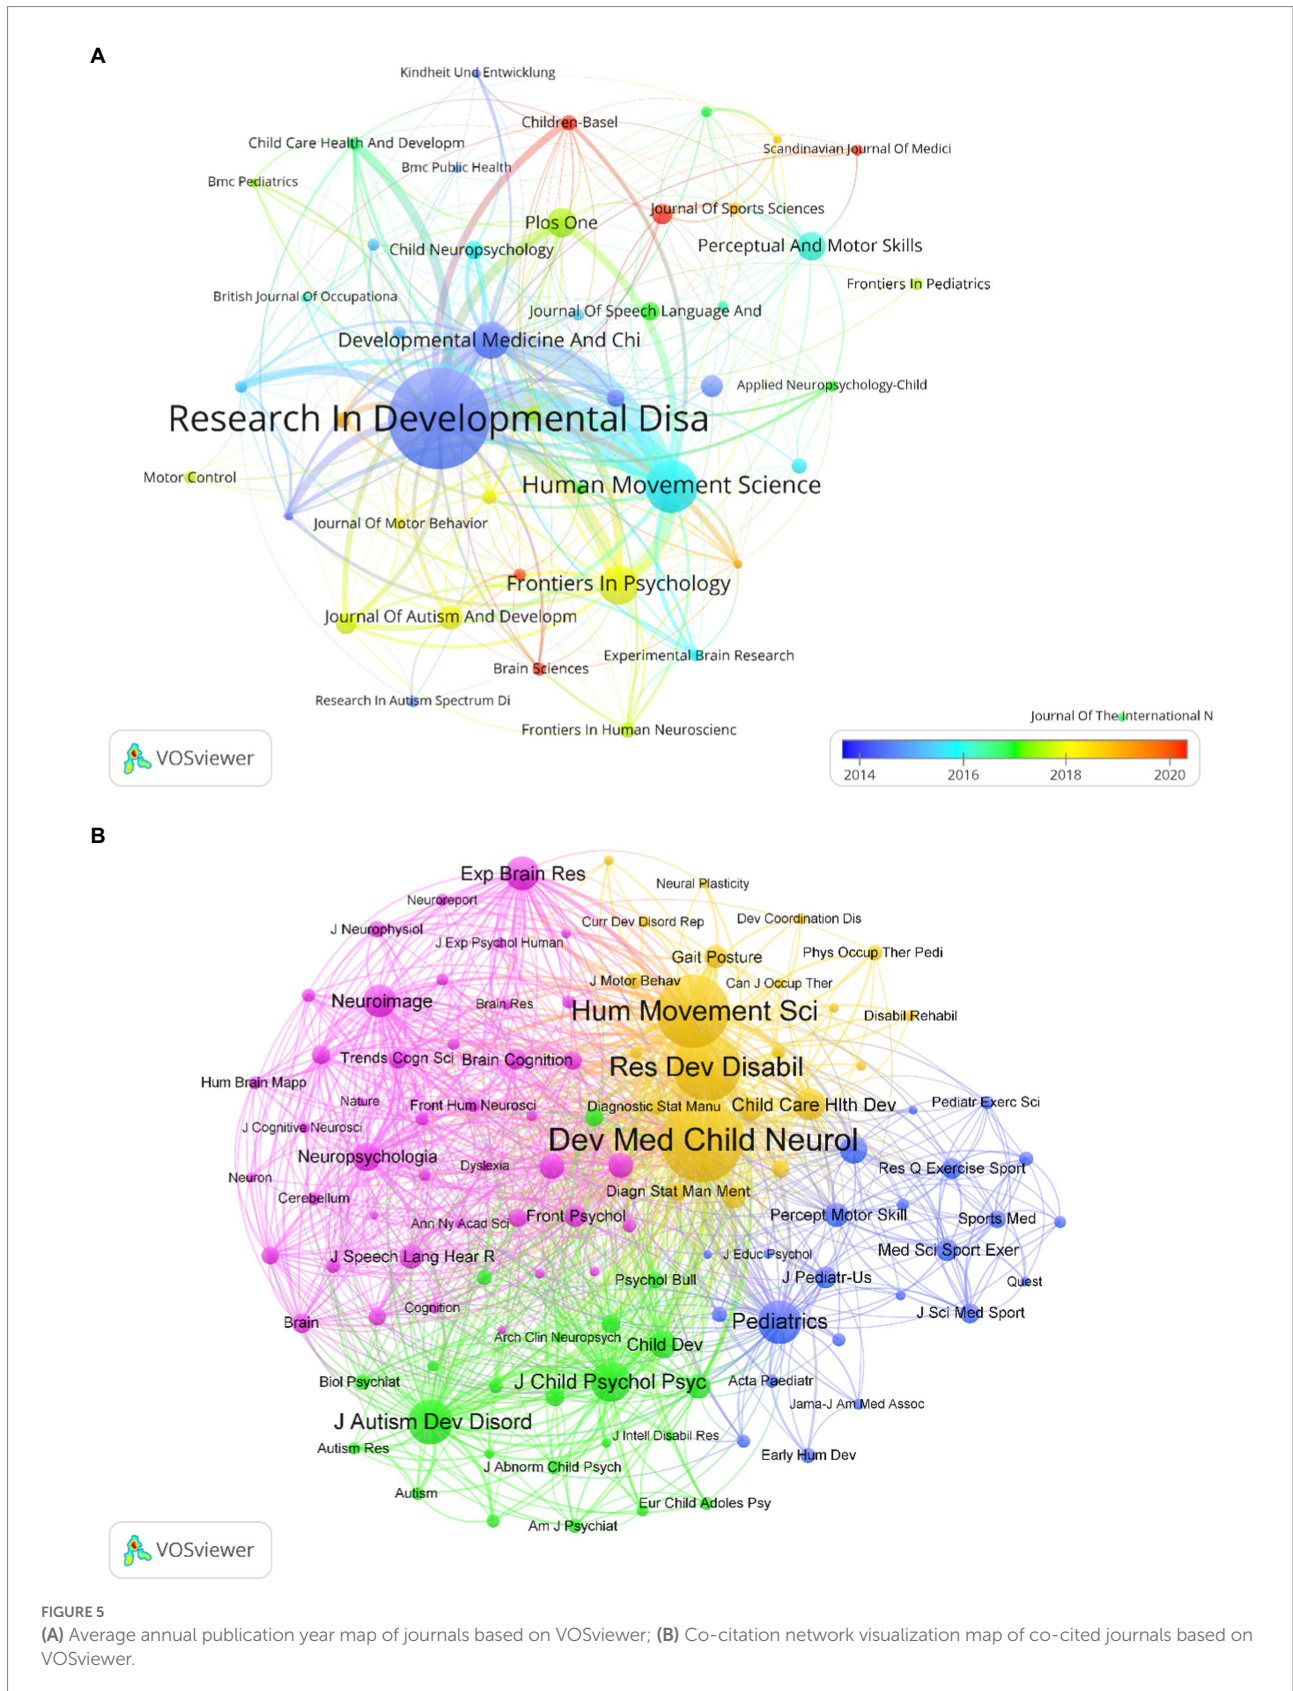 A
Kindheit Und Entwicklung
Children-Basel
Child Care Health And Developm
Scandinavian Journal Of Medici
Bmc Public Health
Bmc Pediatrics
Journal Of Sports Sciences
Plos One
Perceptual And Motor Skills
Child Neuropsychology
Frontiers In Pediatrics
British Journal Of Occupationa
Journal Of Speech Language And
Developmental Medicine And Chi
Applied Neuropsychology-Child
Research In Developmental Disa
Motor Control
Human Movement Science
Journal Of Motor Behavior
Frontiers In Psychology
Journal Of Autism And Developm
Experimental Brain Research
Brain Sciences
Research In Autism Spectrum Di
Journal Of The International N
Frontiers In Human Neuroscienc
VOSviewer
2014 2016 2018 2020
B
Exp Brain Res
Neural Plasticity
Neuroreport
Curr Dev Disord Rep
Dev Coordination Dis
J Neurophysiol
J Exp Psychol Human
Gait Posture
Phys Occup Ther Pedi
J Motor Behav
Can J Occup Ther
Neuroimage
Brain Res
Hum Movement Sci
Disabil Rehabil
Trends Cogn Sci
Brain Cognition
Res Dev Disabil
Hum Brain Mapp
Nature
Front Hum Neurosci
Diagnostic Stat Manu
Child Care Hlth Dev
Pediatr Exerc Sci
J Cognitive Neurosci
Dev Med Child Neurol
Neuropsychologia
Dyslexia
Res Q Exercise Sport
Neuron
Cerebellum
Diagn Stat Man Ment
Ann Ny Acad Sci
Front Psychol
Percept Motor Skill
Sports Med
J Speech Lang Hear R
J Educ Psychol
Med Sci Sport Exer
Psychol Bull
J Pediatr-Us
Quest
Cognition
Brain
Pediatrics
J Sci Med Sport
Arch Clin Neuropsych
Child Dev
Biol Psychiat
J Child Psychol Psyc
Acta Paediatr
Jama-J Am Med Assoc
J Autism Dev Disord
J Intell Disabil Res
Autism Res
Early Hum Dev
J Abnorm Child Psych
Autism
Eur Child Adoles Psy
Am J Psychiat
VOSviewer
FIGURE 5
(A) Average annual publication year map of journals based on VOSviewer; (B) Co-citation network visualization map of co-cited journals based on
VOSviewer.